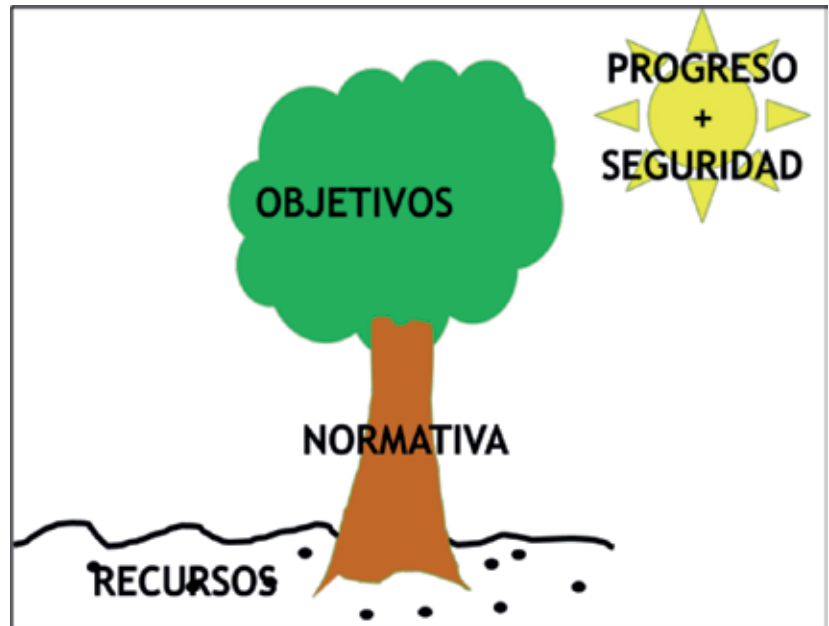 PROGRESO
+
SEGURIDAD
OBJETIVOS
NORMATIVA
RECURSOS